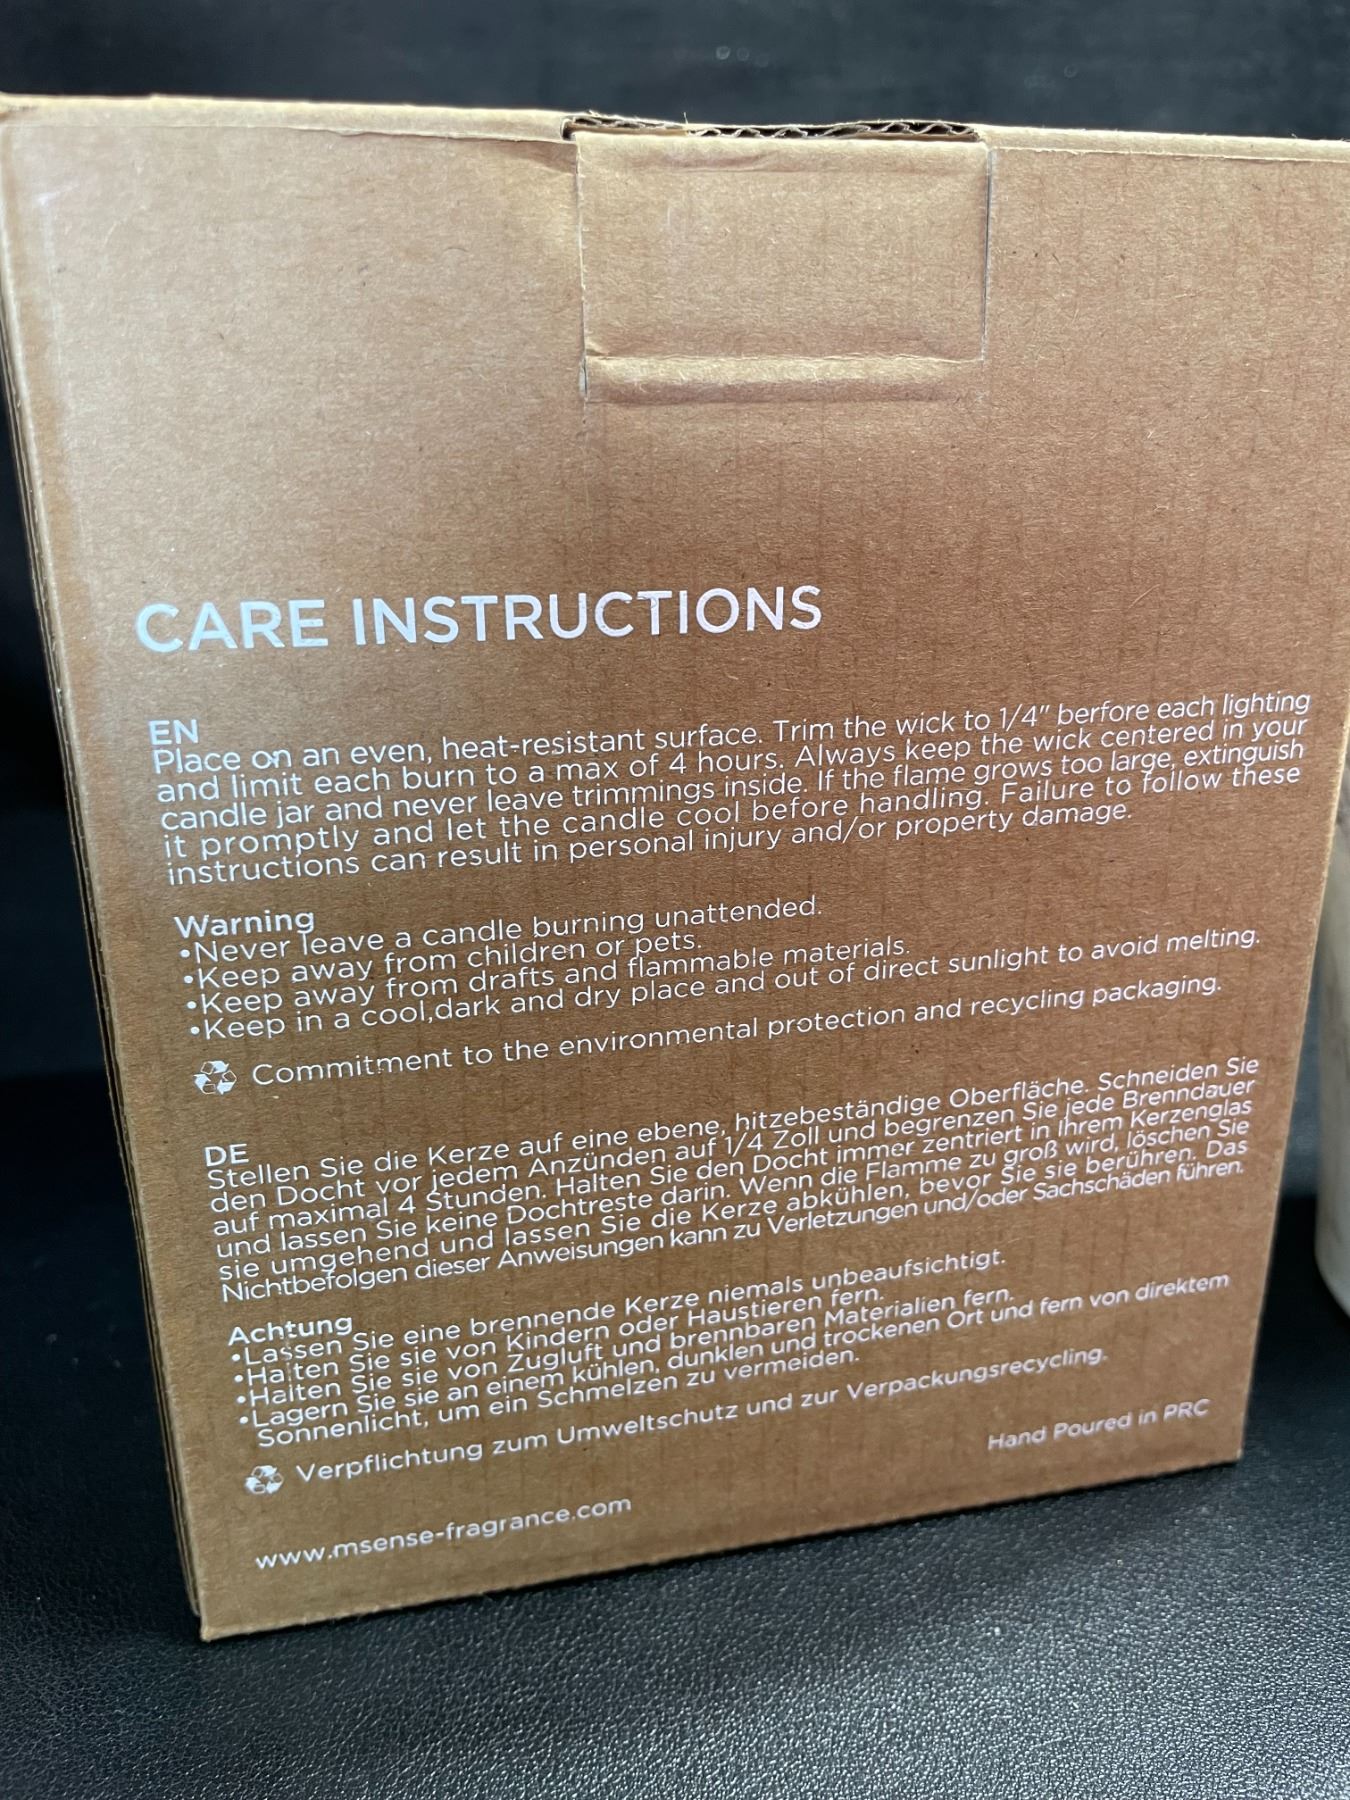 CARE INSTRUCTIONS
EN
Place on an even, heat-resistant surface. Trim the wick to 1/4" berfore each lighting
and limit each burn to a max of 4 hours. Always keep the wick centered in your
candle jar and never leave trimmings inside. If the flame grows too large, extinguish
it promptly and let the candle cool before handling. Failure to follow these
instructions can result in personal injury and/or property damage.
Warning
•Never leave a candle burning unattended.
•Keep away from children or pets.
•Keep away from drafts and flammable materials.
•Keep in a cool,dark and dry place and out of direct sunlight to avoid melting.
Commitment to the environmental protection and recycling packaging.
DE
Stellen Sie die Kerze auf eine ebene, hitzebeständige Oberfläche. Schneiden Sie
den Docht vor jedem Anzünden auf 1/4 Zoll und begrenzen Sie jede Brenndauer
auf maximal 4 Stunden. Halten Sie den Docht immer zentriert in Ihrem Kerzenglas
und lassen Sie keine Dochtreste darin. Wenn die Flamme zu groß wird, löschen Sie
sie umgehend und lassen Sie die Kerze abkühlen, bevor Sie sie berühren. Das
Nichtbefolgen dieser Anweisungen kann zu Verletzungen und/oder Sachschäden führen.
Achtung
•Lassen Sie eine brennende Kerze niemals unbeaufsichtigt.
•Halten Sie sie von Kindern oder Haustieren fern.
•Halten Sie sie von Zugluft und brennbaren Materialien fern.
•Lagern Sie sie an einem kühlen, dunklen und trockenen Ort und fern von direktem
Sonnenlicht, um ein Schmelzen zu vermeiden.
Verpflichtung zum Umweltschutz und zur Verpackungsrecycling.
Hand Poured in PRC
www.msense-fragrance.com